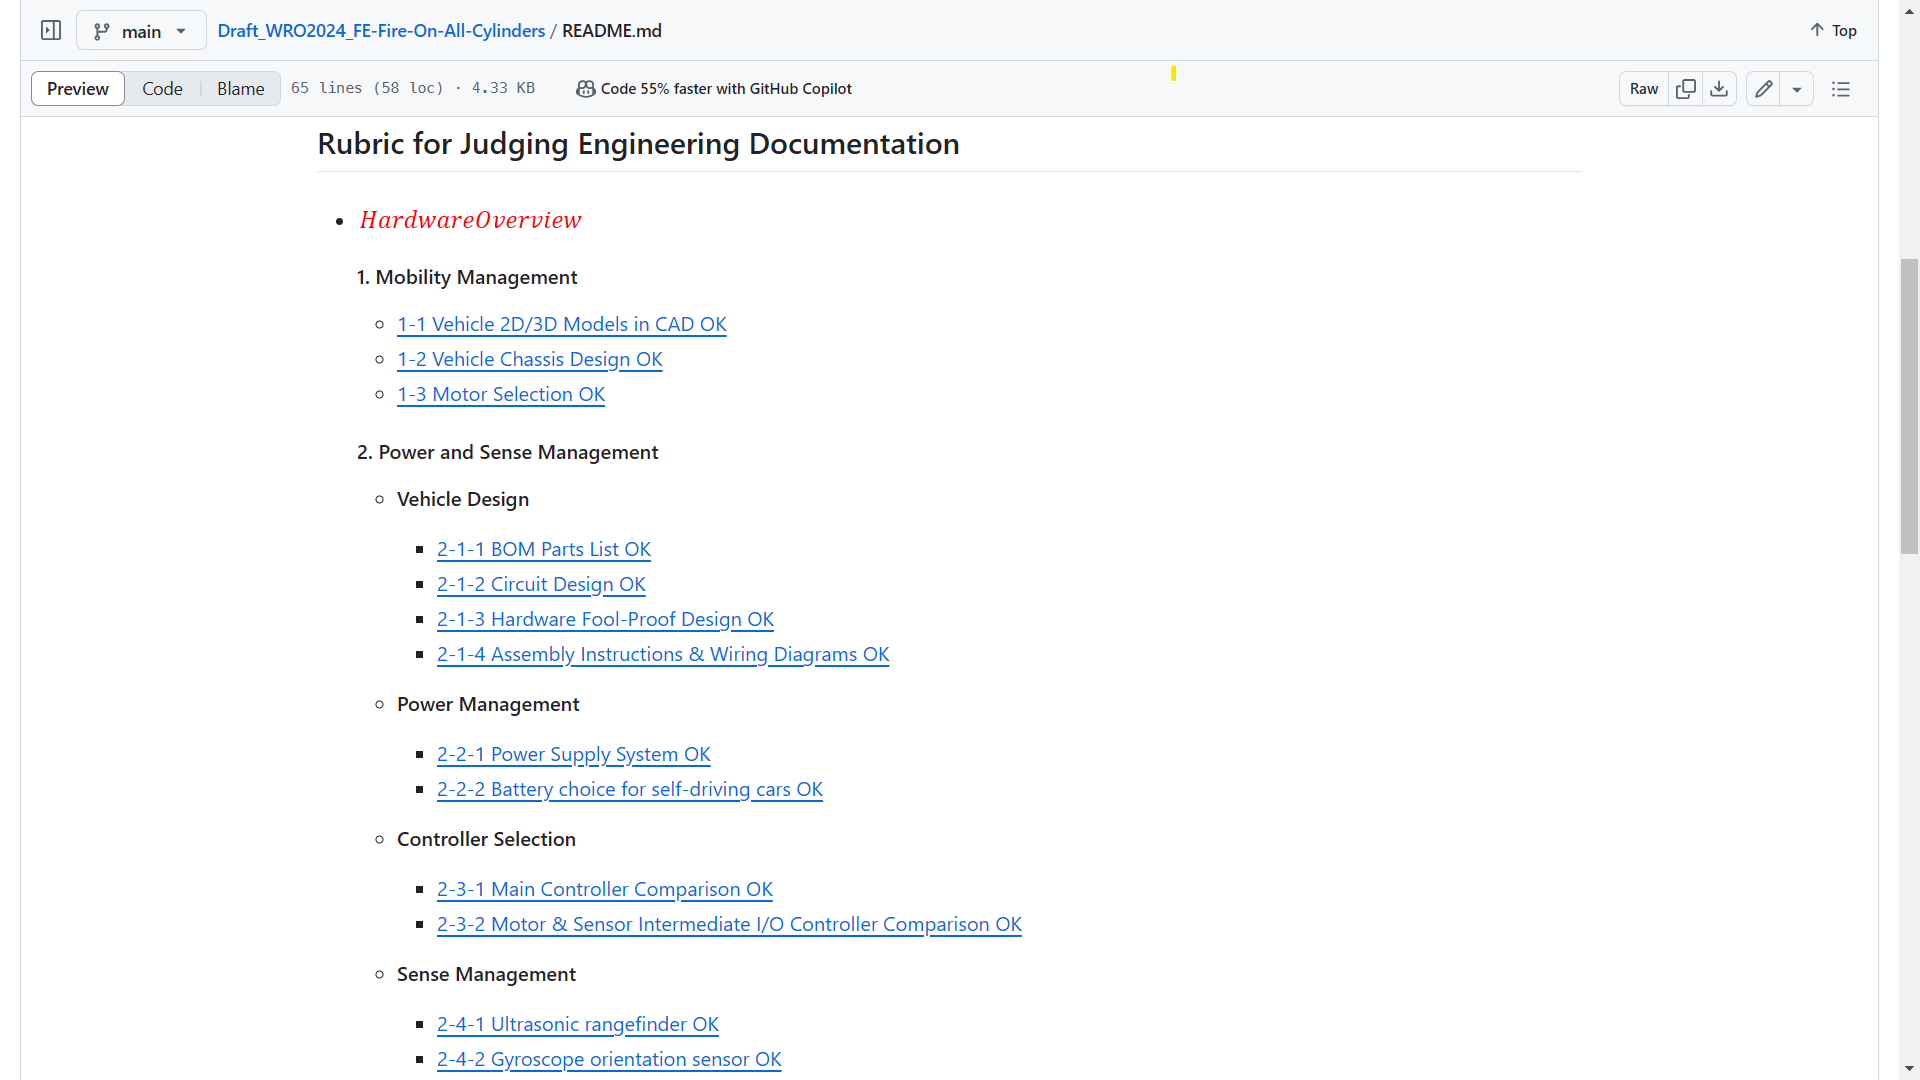 main
Draft_WRO2024_FE-Fire-On-All-Cylinders / README.md
Top
Preview Code Blame 65 lines (58 loc) · 4.33 KB Code 55% faster with GitHub Copilot Raw
Rubric for Judging Engineering Documentation
HardwareOverview
1. Mobility Management
1-1 Vehicle 2D/3D Models in CAD OK
1-2 Vehicle Chassis Design OK
1-3 Motor Selection OK
2. Power and Sense Management
Vehicle Design
2-1-1 BOM Parts List OK
2-1-2 Circuit Design OK
2-1-3 Hardware Fool-Proof Design OK
2-1-4 Assembly Instructions & Wiring Diagrams OK
Power Management
2-2-1 Power Supply System OK
2-2-2 Battery choice for self-driving cars OK
Controller Selection
2-3-1 Main Controller Comparison OK
2-3-2 Motor & Sensor Intermediate I/O Controller Comparison OK
Sense Management
2-4-1 Ultrasonic rangefinder OK
2-4-2 Gyroscope orientation sensor OK